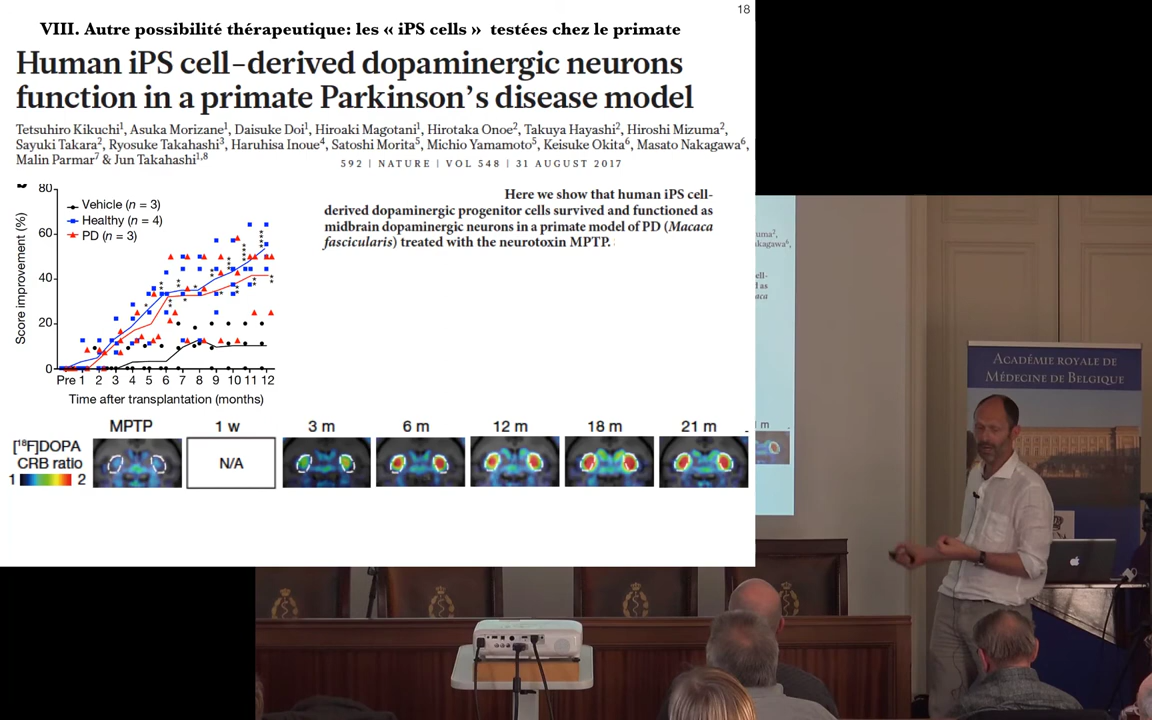 18
VIII. Autre possibilité thérapeutique: les « iPS cells » testées chez le primate
Human iPS cell-derived dopaminergic neurons
function in a primate Parkinson's disease model
Tetsuhiro Kikuchi1, Asuka Morizane1, Daisuke Doi1, Hiroaki Magotani1, Hirotaka Onoe2, Takuya Hayashi2, Hiroshi Mizuma2,
Sayuki Takara2, Ryosuke Takahashi3, Haruhisa Inoue4, Satoshi Morita5, Michio Yamamoto5, Keisuke Okita6, Masato Nakagawa6,
Malin Parmar7 & Jun Takahashi1,8
592 | NATURE | VOL 548 | 31 AUGUST 2017
Here we show that human iPS cell-
derived dopaminergic progenitor cells survived and functioned as
midbrain dopaminergic neurons in a primate model of PD (Macaca
fascicularis) treated with the neurotoxin MPTP.
Vehicle (n = 3)
Healthy (n = 4)
PD (n = 3)
Score improvement (%)
80
60
40
20
0
Pre 1 2 3 4 5 6 7 8 9 10 11 12
Time after transplantation (months)
MPTP 1 w 3 m 6 m 12 m 18 m 21 m
[18F]DOPA
CRB ratio
1 2
N/A
uma2,
akagawa6,
ell-
d as
aca
m
Académie royale de
Médecine de Belgique